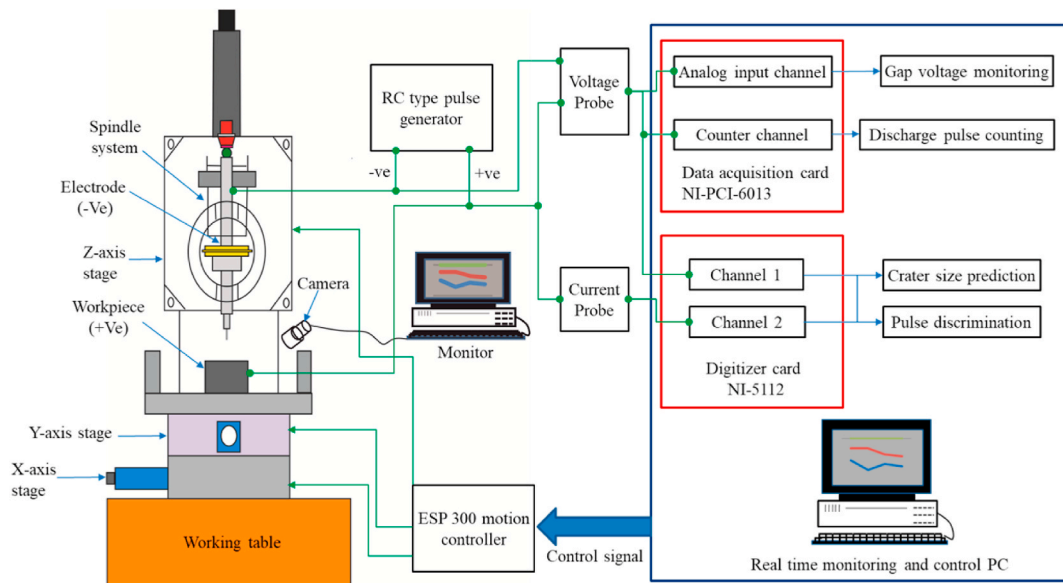 Spindle
system
Electrode
(-Ve)
Z-axis
stage
Workpiece
(+Ve)
Y-axis stage
X-axis
stage
Working table
RC type pulse
generator
-ve
+ve
Camera
Monitor
ESP 300 motion
controller
Control signal
Voltage
Probe
Current
Probe
Analog input channel
Gap voltage monitoring
Counter channel
Discharge pulse counting
Data acquisition card
NI-PCI-6013
Channel 1
Crater size prediction
Channel 2
Pulse discrimination
Digitizer card
NI-5112
Real time monitoring and control PC